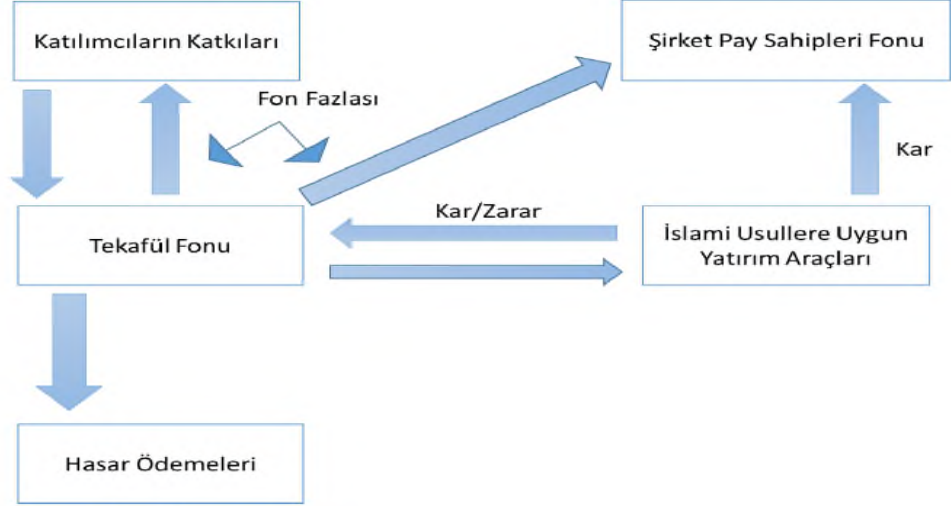 Katılımcıların Katkıları
Şirket Pay Sahipleri Fonu
Fon Fazlası
Kar
Kar/Zarar
Tekafül Fonu
İslami Usullere Uygun
Yatırım Araçları
Hasar Ödemeleri